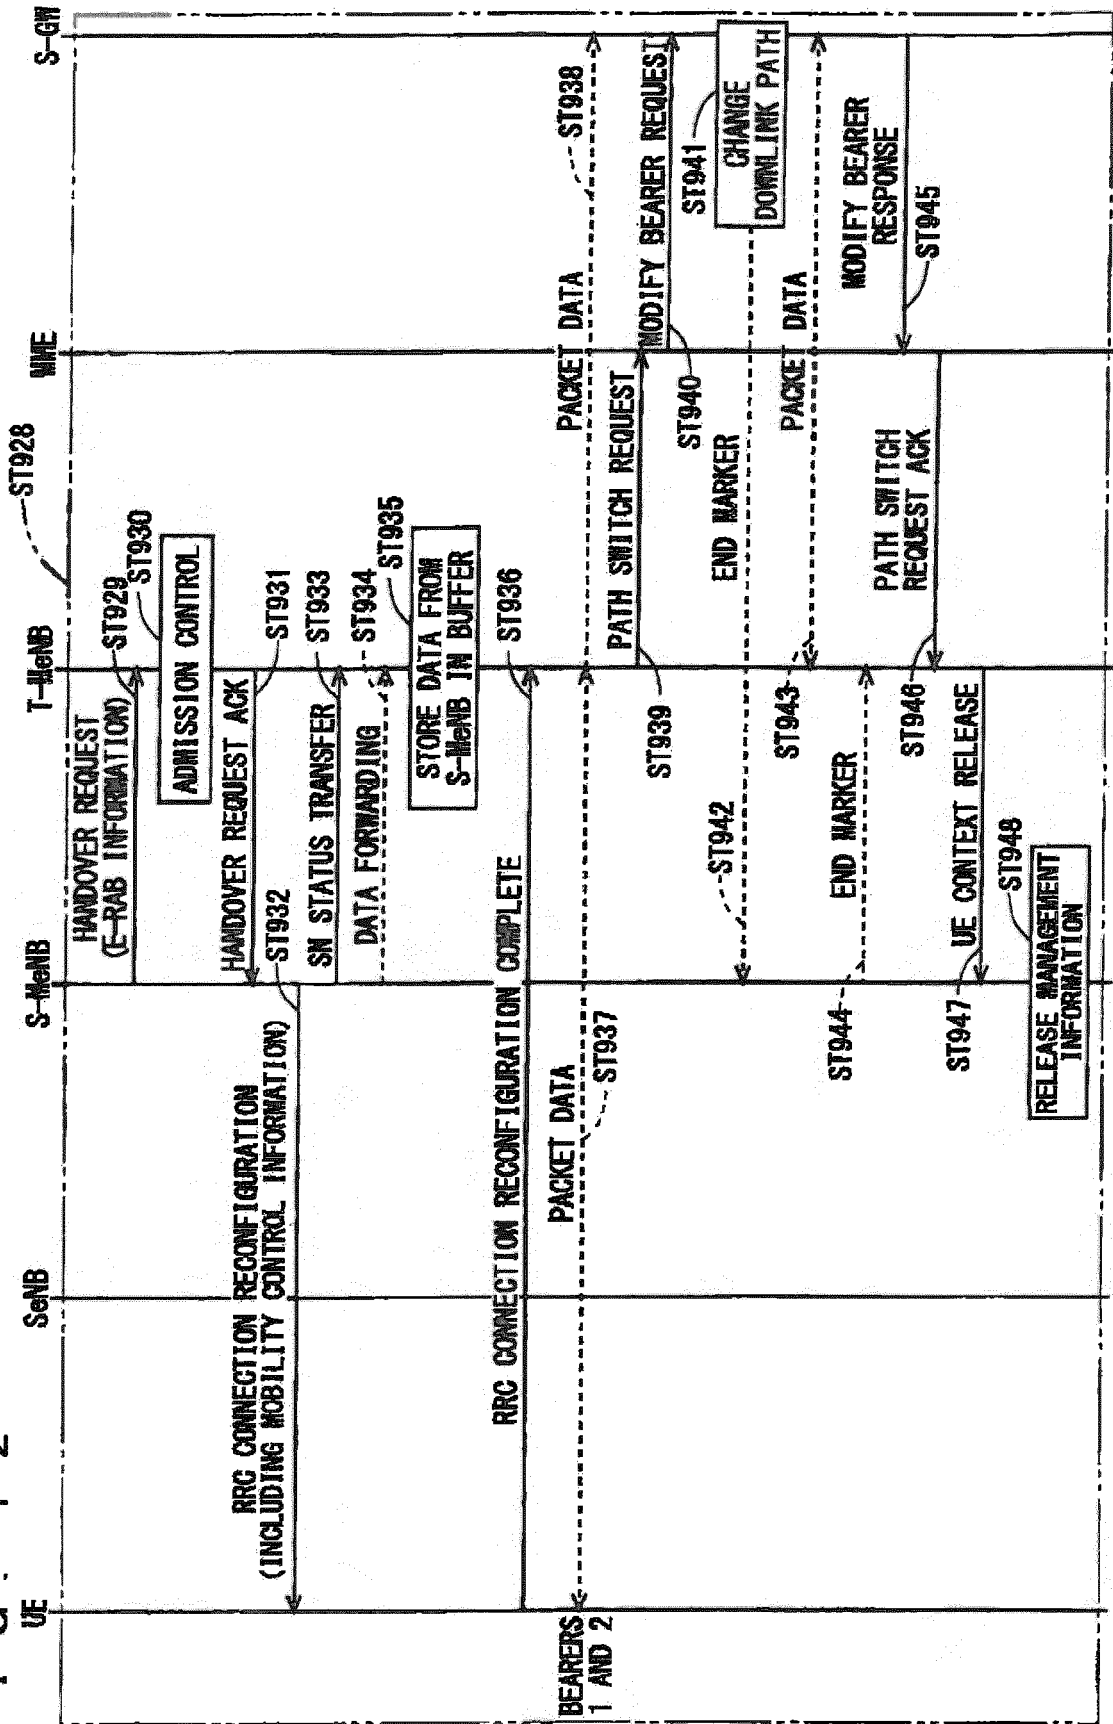 UE
SeNB
S-MeNB
T-MeNB
MME
S-GW
ST928
HANDOVER REQUEST
(E-RAB INFORMATION)
ST929
ST930
ADMISSION CONTROL
HANDOVER REQUEST ACK
ST931
RRC CONNECTION RECONFIGURATION
(INCLUDING MOBILITY CONTROL INFORMATION)
ST932
SN STATUS TRANSFER
ST933
DATA FORWARDING
ST934
ST935
STORE DATA FROM
S-MeNB IN BUFFER
RRC CONNECTION RECONFIGURATION COMPLETE
ST936
BEARERS
1 AND 2
PACKET DATA
ST937
PACKET DATA
ST938
PATH SWITCH REQUEST
ST939
MODIFY BEARER REQUEST
ST940
ST941
CHANGE
DOWNLINK PATH
END MARKER
ST942
PACKET DATA
ST943
END MARKER
ST944
MODIFY BEARER
RESPONSE
ST945
PATH SWITCH
REQUEST ACK
ST946
UE CONTEXT RELEASE
ST947
ST948
RELEASE MANAGEMENT
INFORMATION